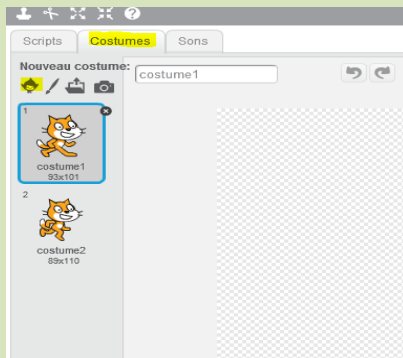 Scripts Costumes Sons
Nouveau costume:
costume1
1
costume1
93x101
2
costume2
89x110